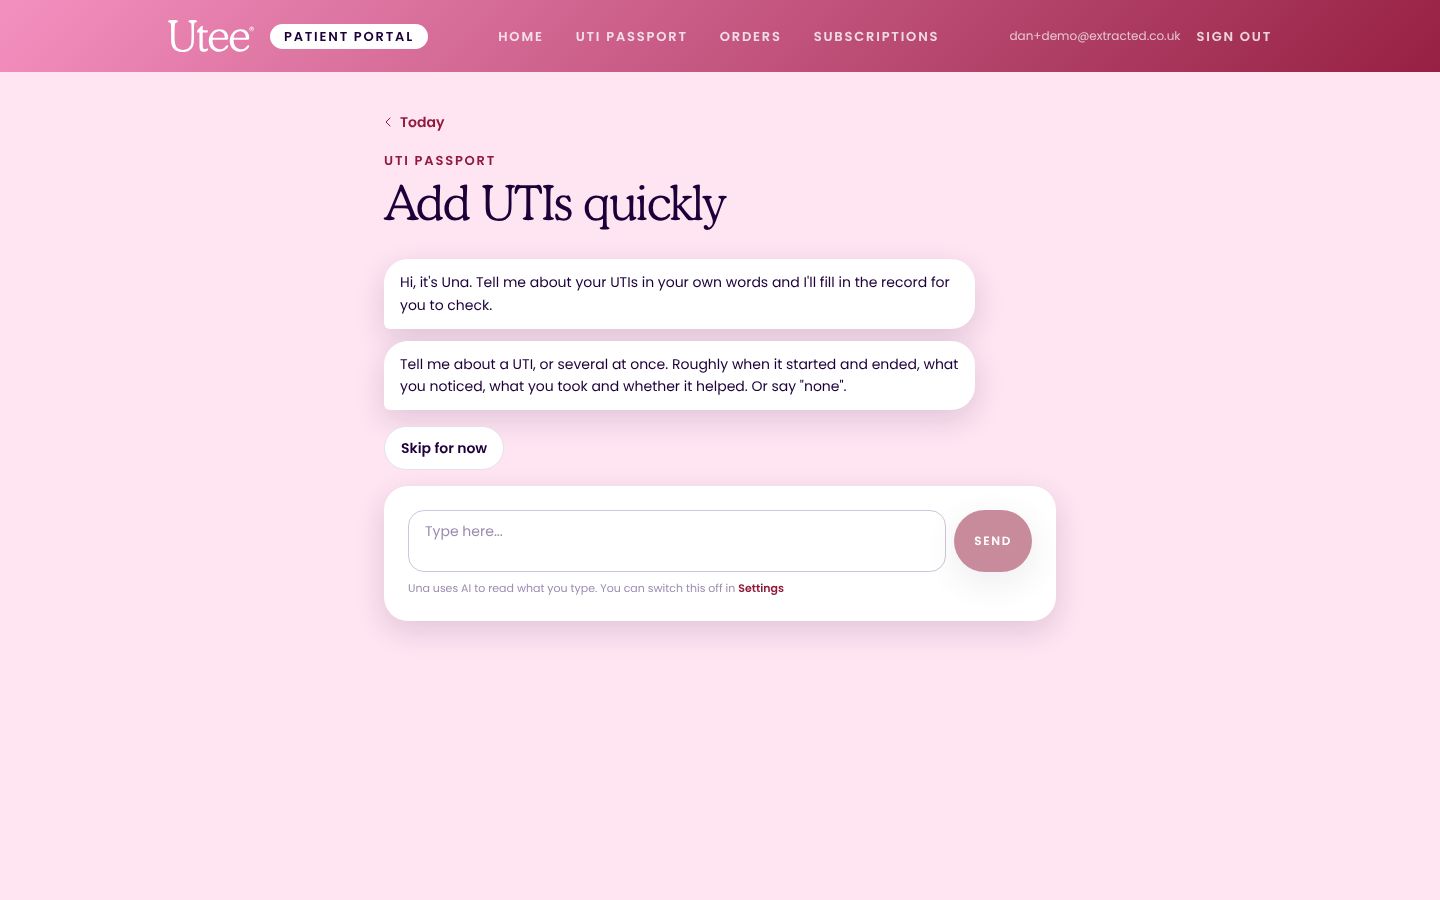 Utee®
PATIENT PORTAL
HOME
UTI PASSPORT
ORDERS
SUBSCRIPTIONS
dan+demo@extracted.co.uk
SIGN OUT
Today
UTI PASSPORT
Add UTIs quickly
Hi, it's Una. Tell me about your UTIs in your own words and I'll fill in the record for
you to check.
Tell me about a UTI, or several at once. Roughly when it started and ended, what
you noticed, what you took and whether it helped. Or say "none".
Skip for now
Type here...
SEND
Una uses AI to read what you type. You can switch this off in Settings